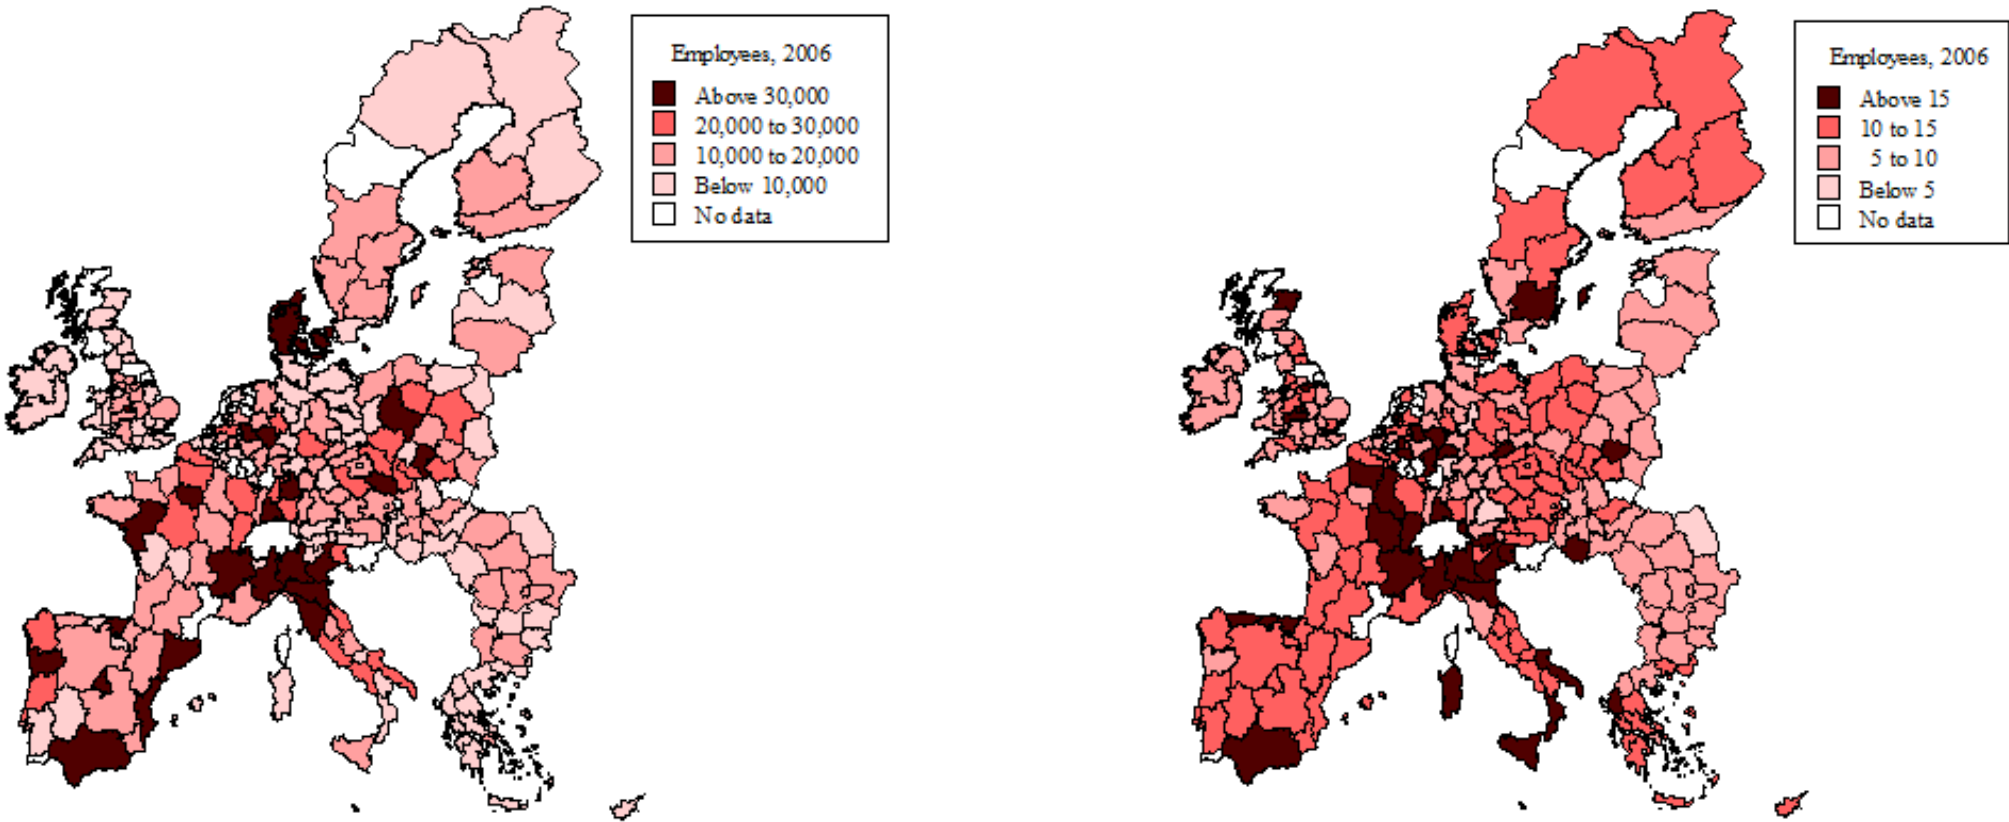 Employees, 2006
Above 30,000
20,000 to 30,000
10,000 to 20,000
Below 10,000
No data
Employees, 2006
Above 15
10 to 15
5 to 10
Below 5
No data